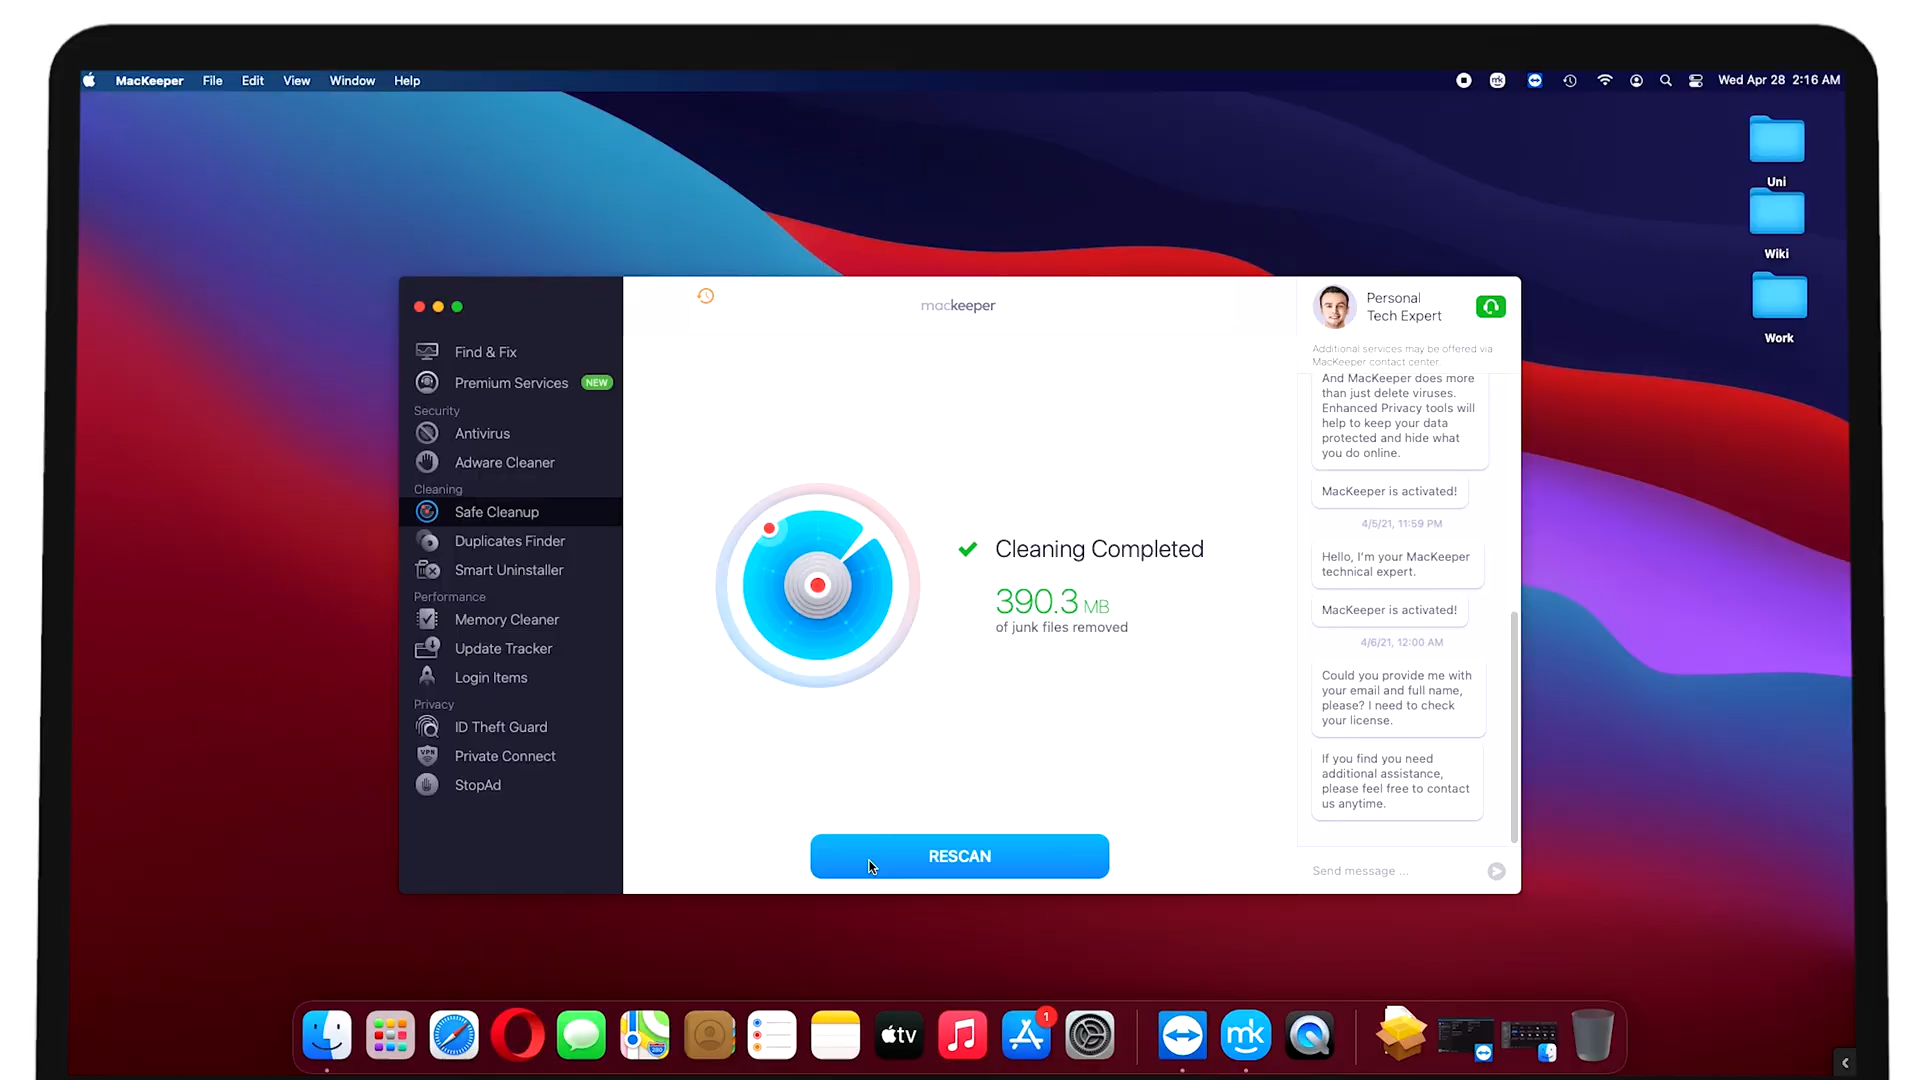 MacKeeper File Edit View Window Help
mk
Wed Apr 28 2:16 AM
Uni
Wiki
Work
Find & Fix
Premium Services NEW
Security
Antivirus
Adware Cleaner
Cleaning
Safe Cleanup
Duplicates Finder
Smart Uninstaller
Performance
Memory Cleaner
Update Tracker
Login Items
Privacy
ID Theft Guard
VPN
Private Connect
StopAd
mackeeper
Cleaning Completed
390.3 MB
of junk files removed
RESCAN
Personal
Tech Expert
Additional services may be offered via
MacKeeper contact center
And MacKeeper does more
than just delete viruses.
Enhanced Privacy tools will
help to keep your data
protected and hide what
you do online.
MacKeeper is activated!
4/5/21, 11:59 PM
Hello, I'm your MacKeeper
technical expert.
MacKeeper is activated!
4/6/21, 12:00 AM
Could you provide me with
your email and full name,
please? I need to check
your license.
If you find you need
additional assistance,
please feel free to contact
us anytime.
Send message ...
tv
1
mk